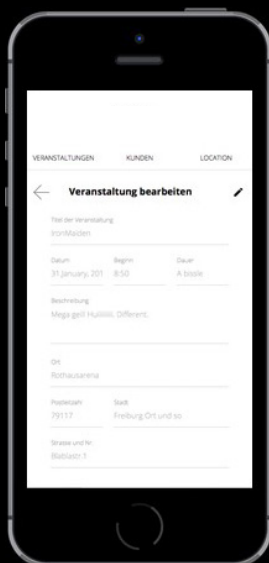 VERANSTALTUNGEN KUNDEN LOCATION
Veranstaltung bearbeiten
Titel der Veranstaltung
IronMaiden
Datum Beginn Dauer
31 January, 201 8:50 A bissle
Beschreibung
Mega geil! Different.
Ort
Rothausarena
Postleitzahl Stadt
79117 Freiburg Ort und so
Strasse und Nr.
Blablastr.1